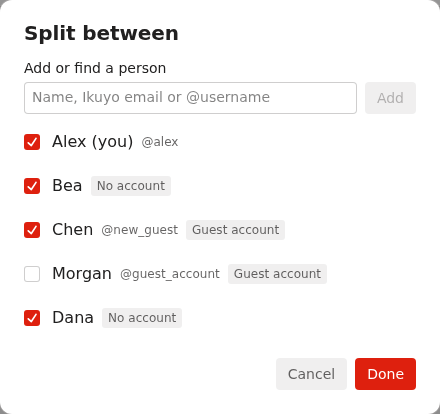 Split between
Add or find a person
Name, Ikuyo email or @username
Add
Alex (you) @alex
Bea No account
Chen @new_guest Guest account
Morgan @guest_account Guest account
Dana No account
Cancel Done